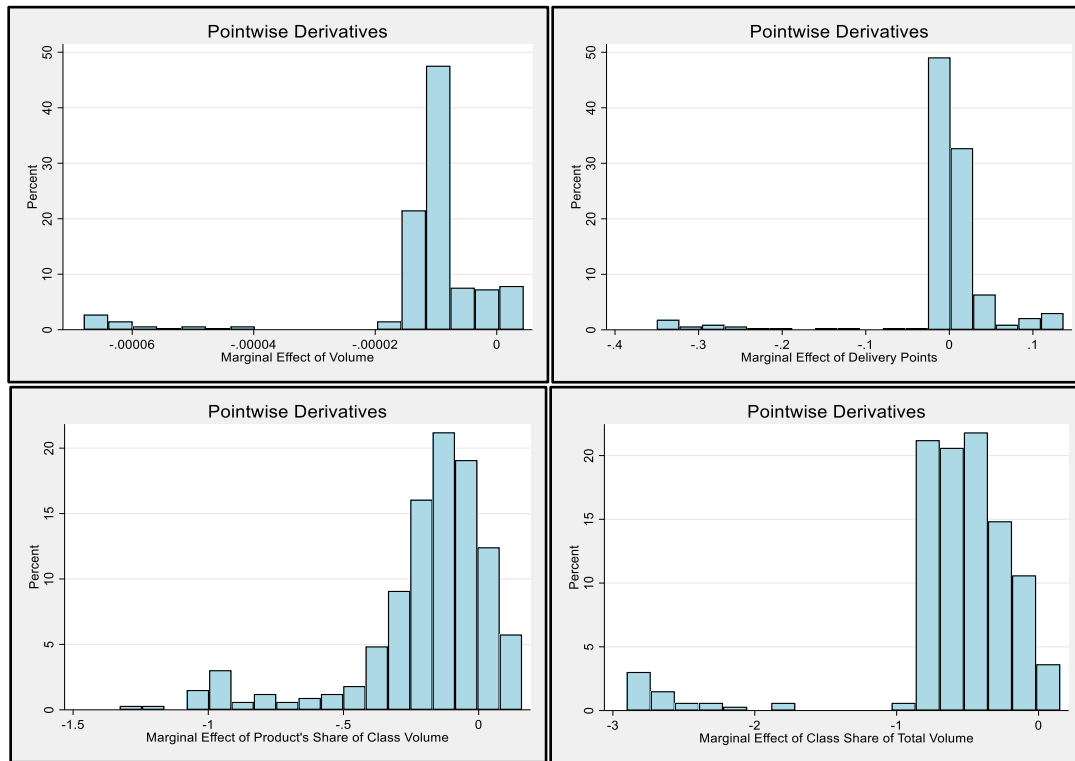 Pointwise Derivatives
50
40
30
20
10
0
Percent
-.00006 -.00004 -.00002 0
Marginal Effect of Volume
Pointwise Derivatives
50
40
30
20
10
0
Percent
-.4 -.3 -.2 -.1 0 .1
Marginal Effect of Delivery Points
Pointwise Derivatives
20
15
10
5
0
Percent
-1.5 -1 -.5 0
Marginal Effect of Product's Share of Class Volume
Pointwise Derivatives
20
15
10
5
0
Percent
-3 -2 -1 0
Marginal Effect of Class Share of Total Volume